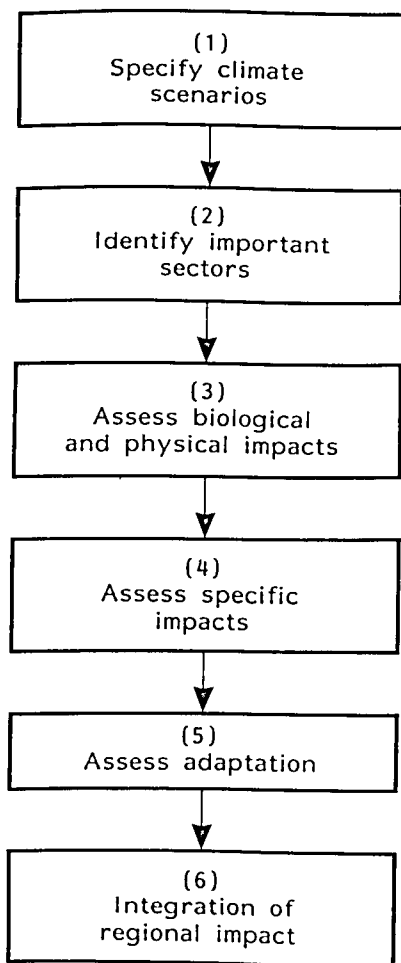 (1)
Specify climate
scenarios
(2)
Identify important
sectors
(3)
Assess biological
and physical impacts
(4)
Assess specific
impacts
(5)
Assess adaptation
(6)
Integration of
regional impact